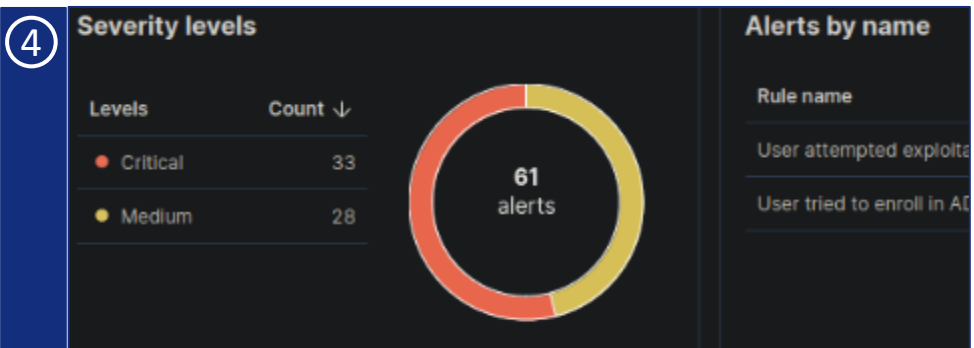 4
Severity levels
Levels Count ↓
Critical 33
Medium 28
61
alerts
Alerts by name
Rule name
User attempted exploita
User tried to enroll in AD